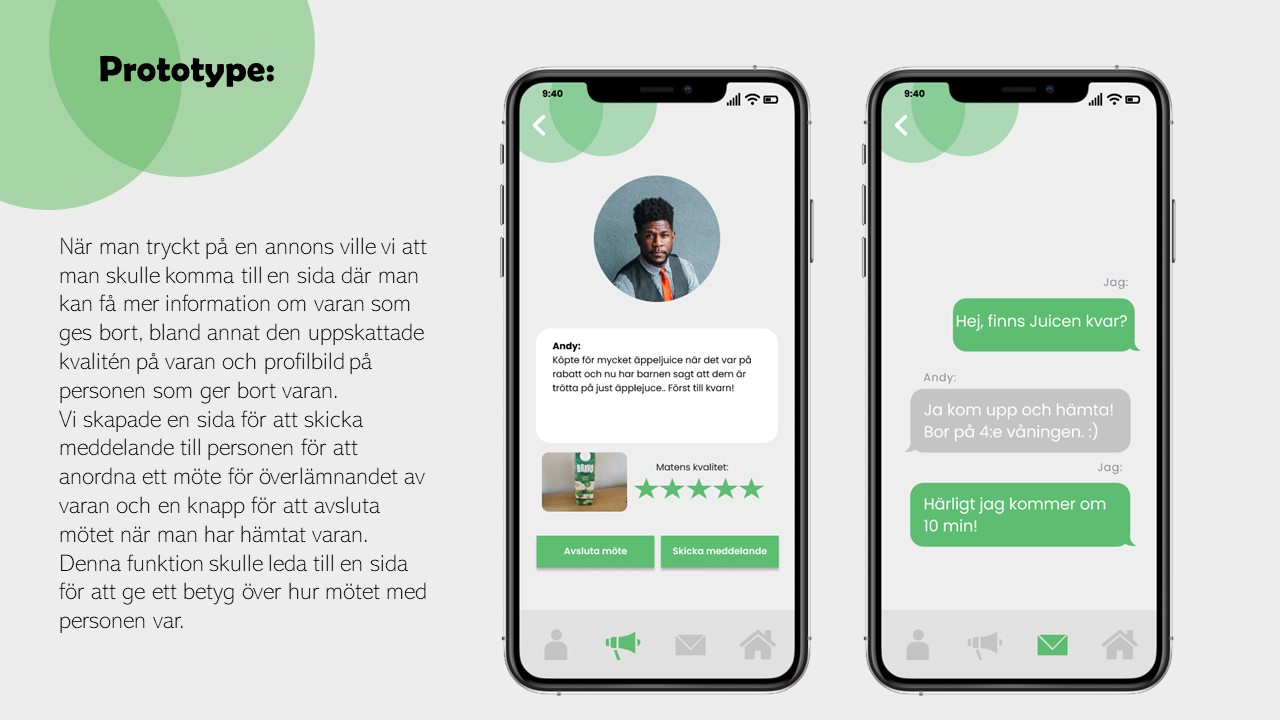 Prototype:
När man tryckt på en annons ville vi att
man skulle komma till en sida där man
kan få mer information om varan som
ges bort, bland annat den uppskattade
kvalitén på varan och profilbild på
personen som ger bort varan.
Vi skapade en sida för att skicka
meddelande till personen för att
anordna ett möte för överlämnandet av
varan och en knapp för att avsluta
mötet när man har hämtat varan.
Denna funktion skulle leda till en sida
för att ge ett betyg över hur mötet med
personen var.
9:40
Andy:
Köpte för mycket äppeljuice när det var på
rabatt och nu har barnen sagt att dem är
trötta på just äpplejuce.. Först till kvarn!
BRAVO
Matens kvalitet:
Avsluta möte
Skicka meddelande
9:40
Jag:
Hej, finns Juicen kvar?
Andy:
Ja kom upp och hämta!
Bor på 4:e våningen. :)
Jag:
Härligt jag kommer om
10 min!